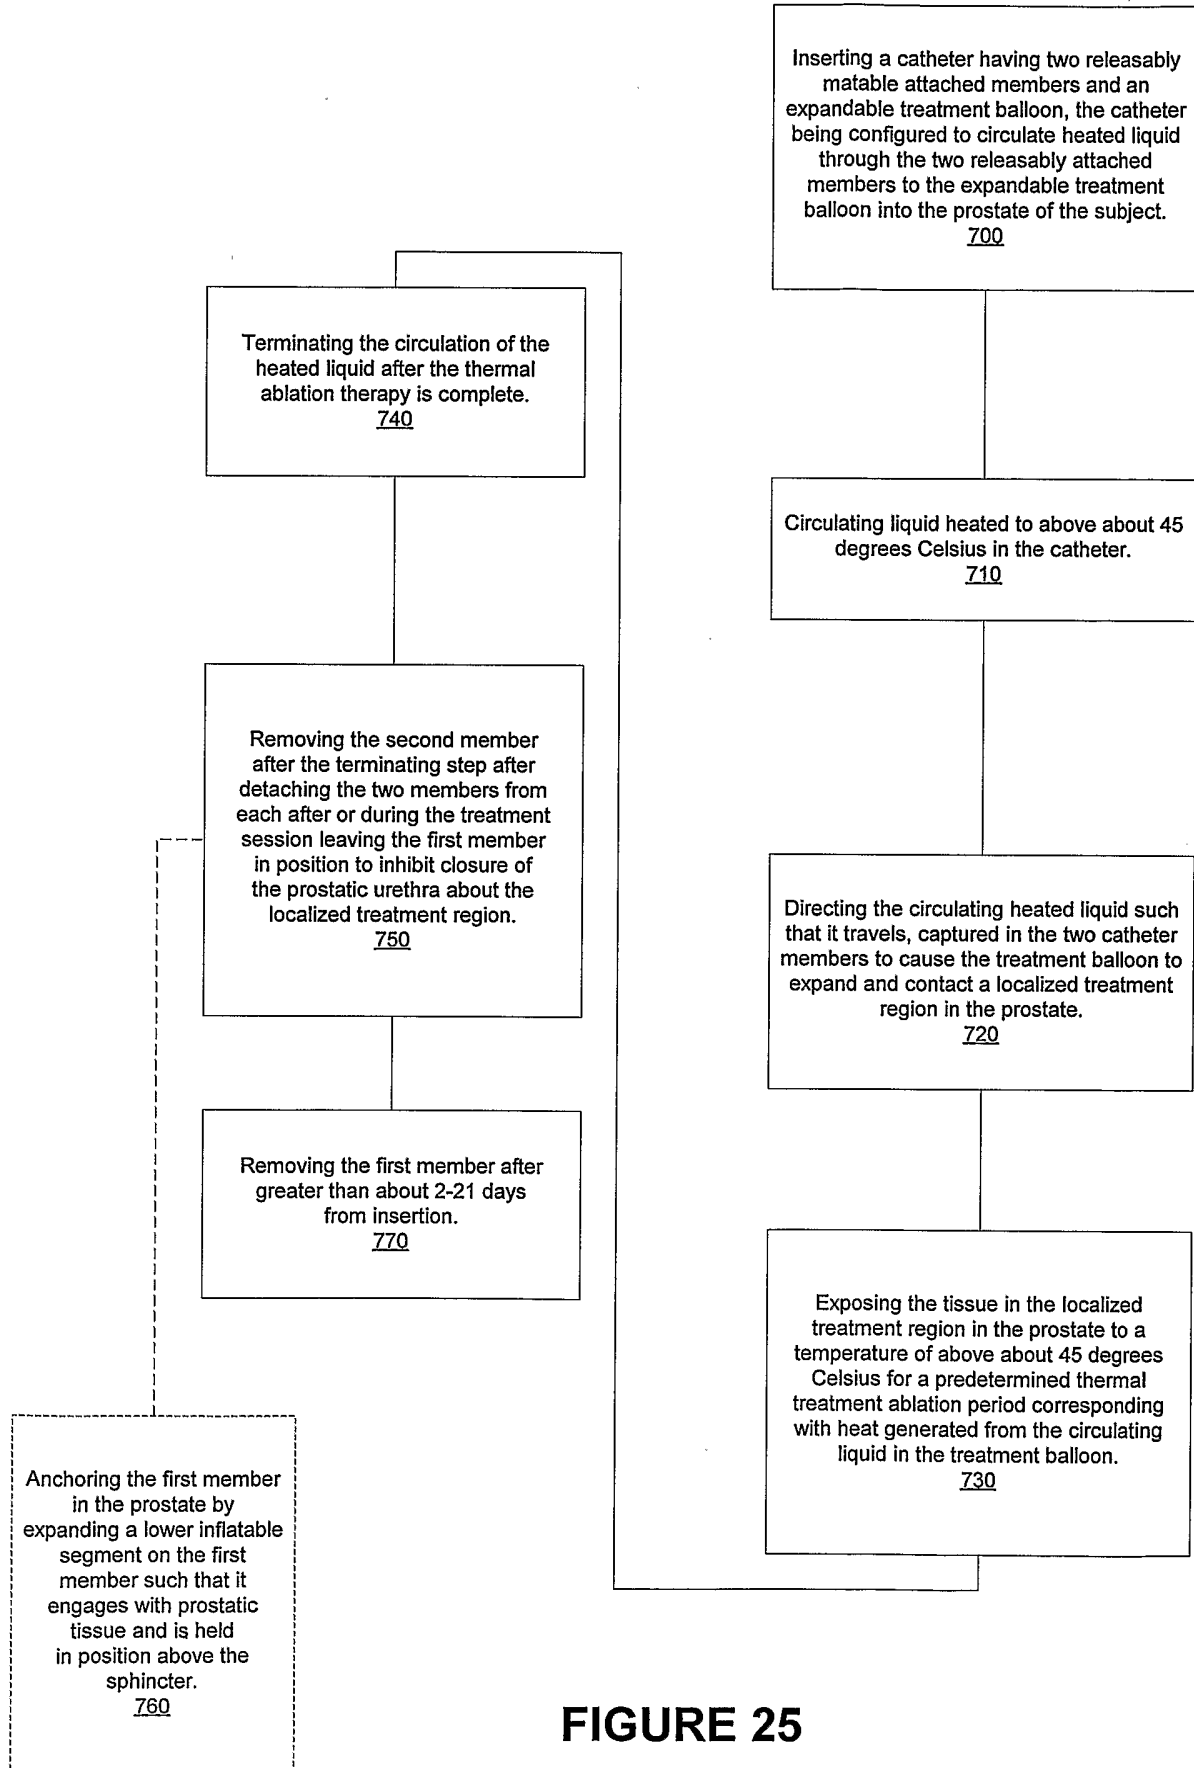 Inserting a catheter having two releasably
matable attached members and an
expandable treatment balloon, the catheter
being configured to circulate heated liquid
through the two releasably attached
members to the expandable treatment
balloon into the prostate of the subject.
700
Circulating liquid heated to above about 45
degrees Celsius in the catheter.
710
Directing the circulating heated liquid such
that it travels, captured in the two catheter
members to cause the treatment balloon to
expand and contact a localized treatment
region in the prostate.
720
Exposing the tissue in the localized
treatment region in the prostate to a
temperature of above about 45 degrees
Celsius for a predetermined thermal
treatment ablation period corresponding
with heat generated from the circulating
liquid in the treatment balloon.
730
Terminating the circulation of the
heated liquid after the thermal
ablation therapy is complete.
740
Removing the second member
after the terminating step after
detaching the two members from
each after or during the treatment
session leaving the first member
in position to inhibit closure of
the prostatic urethra about the
localized treatment region.
750
Anchoring the first member
in the prostate by
expanding a lower inflatable
segment on the first
member such that it
engages with prostatic
tissue and is held
in position above the
sphincter.
760
Removing the first member after
greater than about 2-21 days
from insertion.
770
FIGURE 25